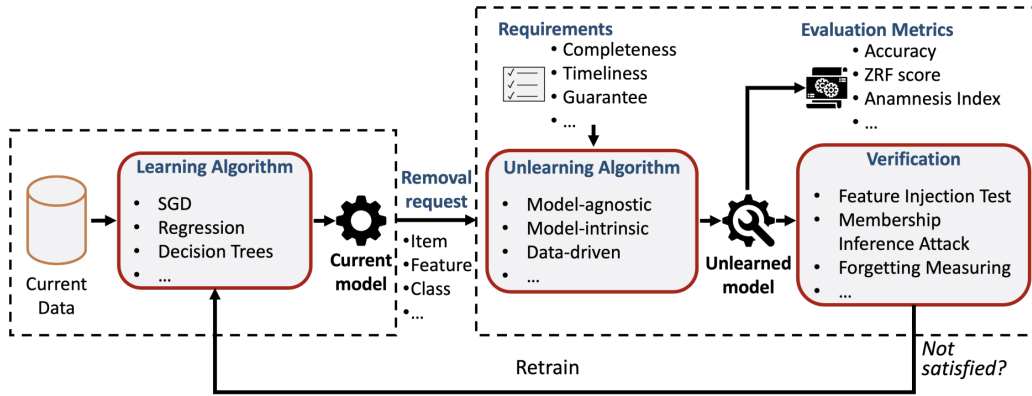 Requirements
• Completeness
• Timeliness
• Guarantee
• ...
Evaluation Metrics
• Accuracy
• ZRF score
• Anamnesis Index
• ...
Current
Data
Learning Algorithm
• SGD
• Regression
• Decision Trees
• ...
Current
model
Removal
request
•Item
•Feature
•Class
•...
Unlearning Algorithm
• Model-agnostic
• Model-intrinsic
• Data-driven
• ...
Unlearned
model
Verification
• Feature Injection Test
• Membership
Inference Attack
• Forgetting Measuring
• ...
Not
satisfied?
Retrain